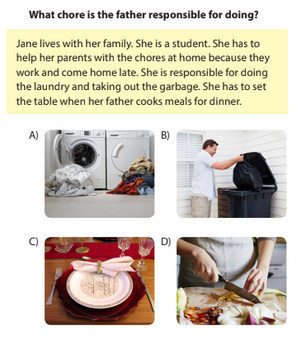 What chore is the father responsible for doing?
Jane lives with her family. She is a student. She has to
help her parents with the chores at home because they
work and come home late. She is responsible for doing
the laundry and taking out the garbage. She has to set
the table when her father cooks meals for dinner.
A)
B)
C)
D)